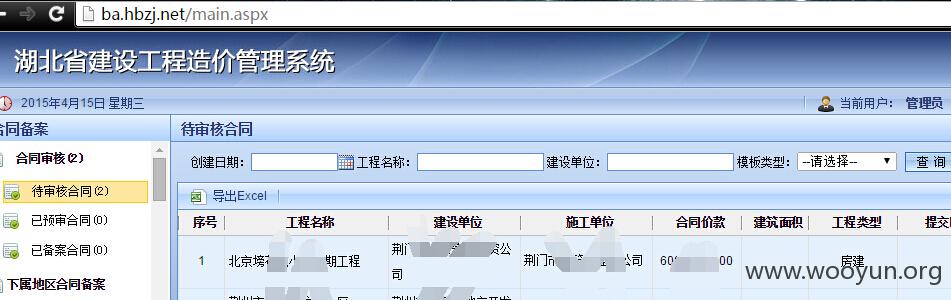 ba.hbzj.net/main.aspx
湖北省建设工程造价管理系统
2015年4月15日 星期三 当前用户： 管理员
合同备案 待审核合同
创建日期： 工程名称： 建设单位： 模板类型： --请选择-- 查 询
合同审核(2)
待审核合同(2) 导出Excel
已预审合同(0) 序号 工程名称 建设单位 施工单位 合同价款 建筑面积 工程类型 提交
已备案合同(0) 1 北京 期工程 荆门 公司 荆门市 公司 60 00 房建
下属地区合同备案
www.wooyun.org